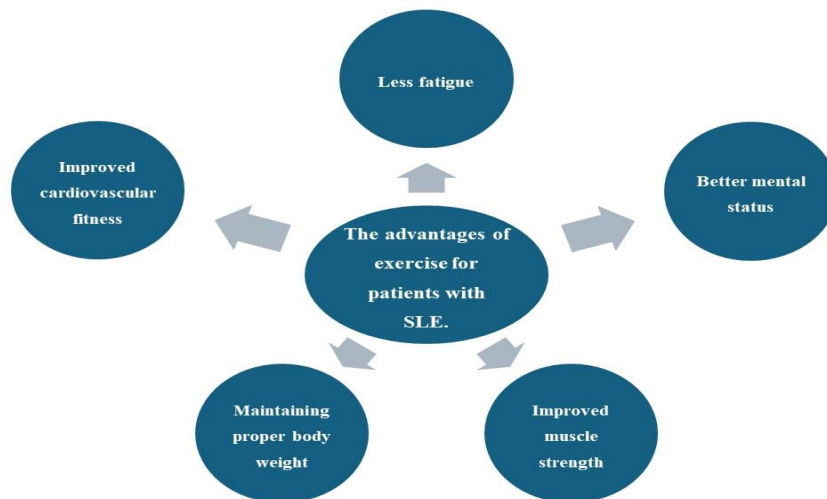 Less fatigue
Improved
cardiovascular
fitness
Better mental
status
The advantages of
exercise for
patients with
SLE.
Maintaining
proper body
weight
Improved
muscle
strength